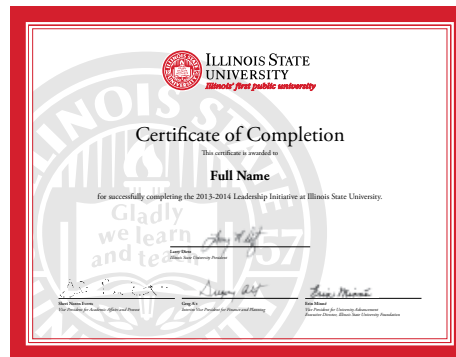 ILLINOIS STATE
UNIVERSITY
Illinois' first public university
Certificate of Completion
This certificate is awarded to
Full Name
for successfully completing the 2013-2014 Leadership Initiative at Illinois State University.
Gladly
we learn
and teach
57
Larry Dietz
Illinois State University President
Sheri Noren Everts
Vice President for Academic Affairs and Provost
Greg Alt
Interim Vice President for Finance and Planning
Erin Minné
Vice President for University Advancement
Executive Director, Illinois State University Foundation